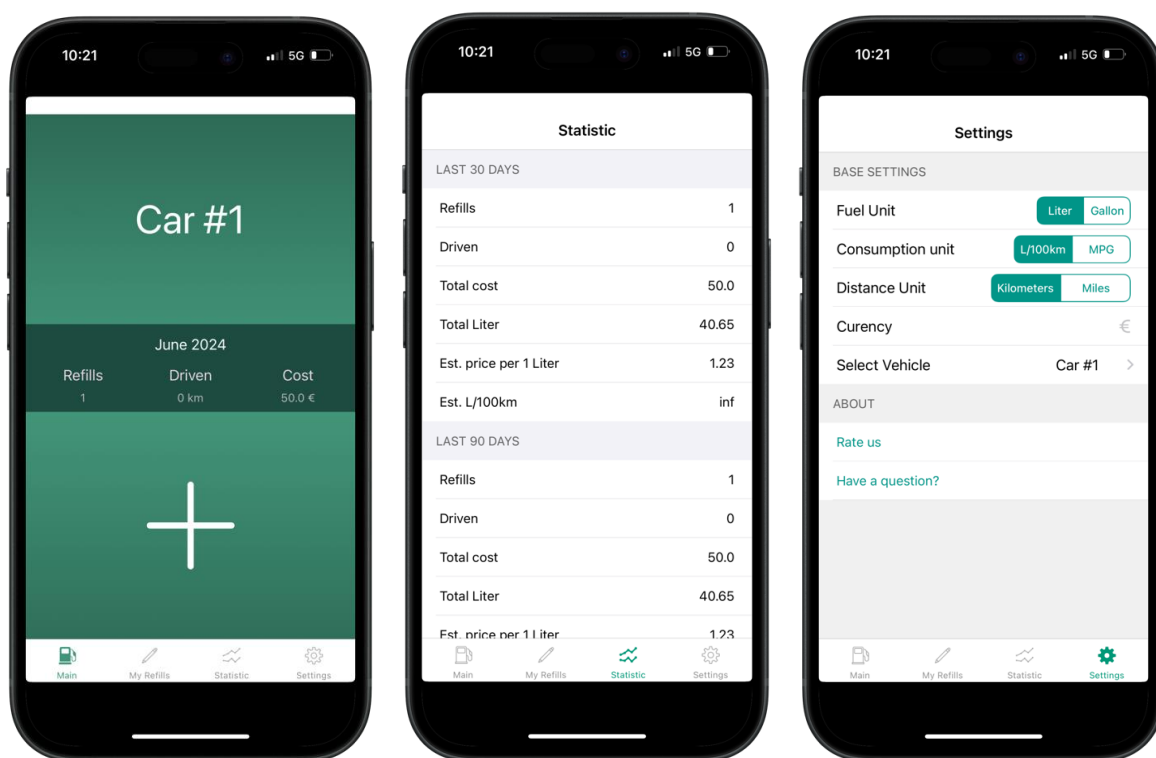 10:21
5G
Car #1
June 2024
Refills Driven Cost
1 0 km 50.0 €
Main My Refills Statistic Settings
10:21
5G
Statistic
LAST 30 DAYS
Refills 1
Driven 0
Total cost 50.0
Total Liter 40.65
Est. price per 1 Liter 1.23
Est. L/100km inf
LAST 90 DAYS
Refills 1
Driven 0
Total cost 50.0
Total Liter 40.65
Est. price per 1 Liter 1.23
Main My Refills Statistic Settings
10:21
5G
Settings
BASE SETTINGS
Fuel Unit Liter Gallon
Consumption unit L/100km MPG
Distance Unit Kilometers Miles
Curency €
Select Vehicle Car #1
ABOUT
Rate us
Have a question?
Main My Refills Statistic Settings